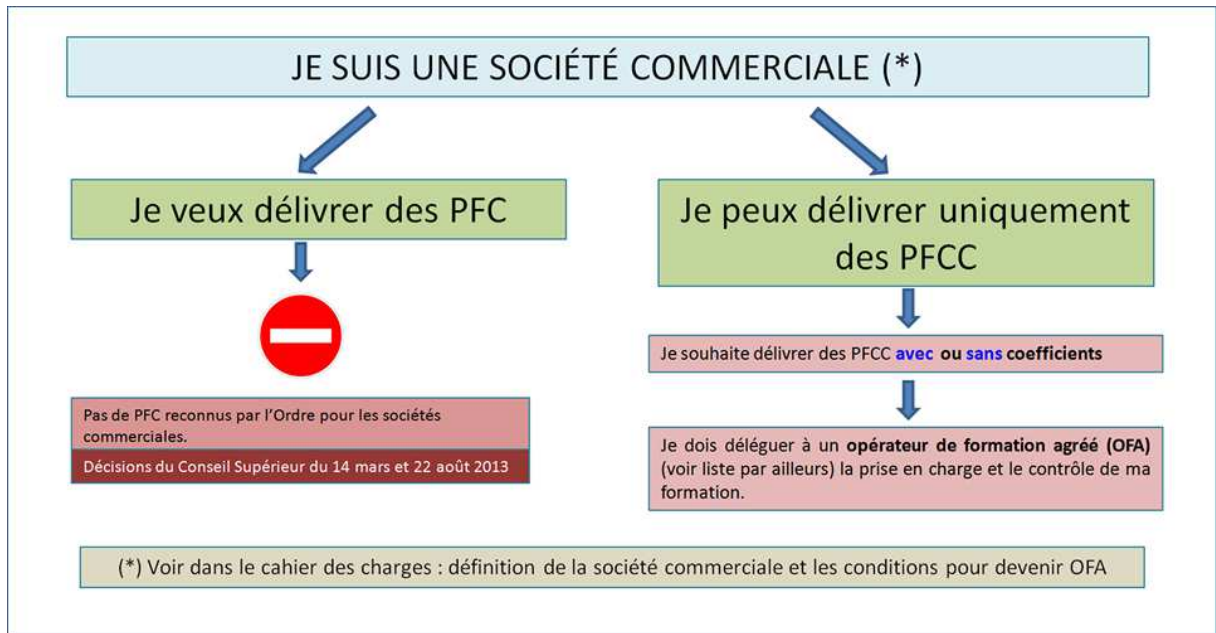 JE SUIS UNE SOCIÉTÉ COMMERCIALE (*)
Je veux délivrer des PFC
Pas de PFC reconnus par l'Ordre pour les sociétés
commerciales.
Décisions du Conseil Supérieur du 14 mars et 22 août 2013
Je peux délivrer uniquement
des PFCC
Je souhaite délivrer des PFCC avec ou sans coefficients
Je dois déléguer à un opérateur de formation agréé (OFA)
(voir liste par ailleurs) la prise en charge et le contrôle de ma
formation.
(*) Voir dans le cahier des charges : définition de la société commerciale et les conditions pour devenir OFA